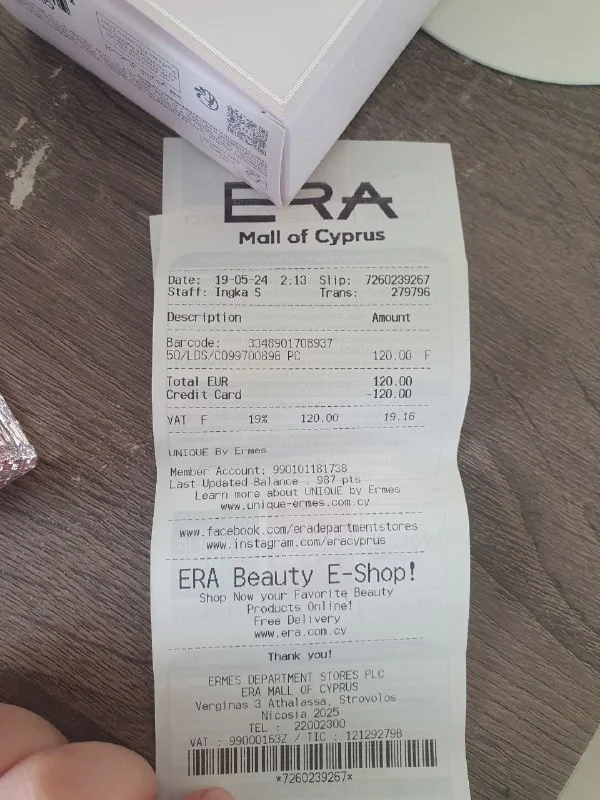 ERA
Mall of Cyprus
Date: 19-05-24 2:13 Slip: 7260239267
Staff: Ingka S Trans: 279796
Description Amount
Barcode: 3348901708937
50/LDS/C099700898 PC 120.00 F
Total EUR 120.00
Credit Card -120.00
VAT F 19% 120.00 19.16
UNIQUE By Ermes
Member Account: 990101181738
Last Updated Balance : 987 pts
Learn more about UNIQUE by Ermes
www.unique-ermes.com.cy
www.facebook.com/eradepartmentstores
www.instagram.com/eracyprus
ERA Beauty E-Shop!
Shop Now your Favorite Beauty
Products Online!
Free Delivery
www.era.com.cy
Thank you!
ERMES DEPARTMENT STORES PLC
ERA MALL OF CYPRUS
Verginas 3 Athalassa, Strovolos
Nicosia 2025
TEL : 22002300
VAT : 99000163Z / TIC : 12129279B
*7260239267*